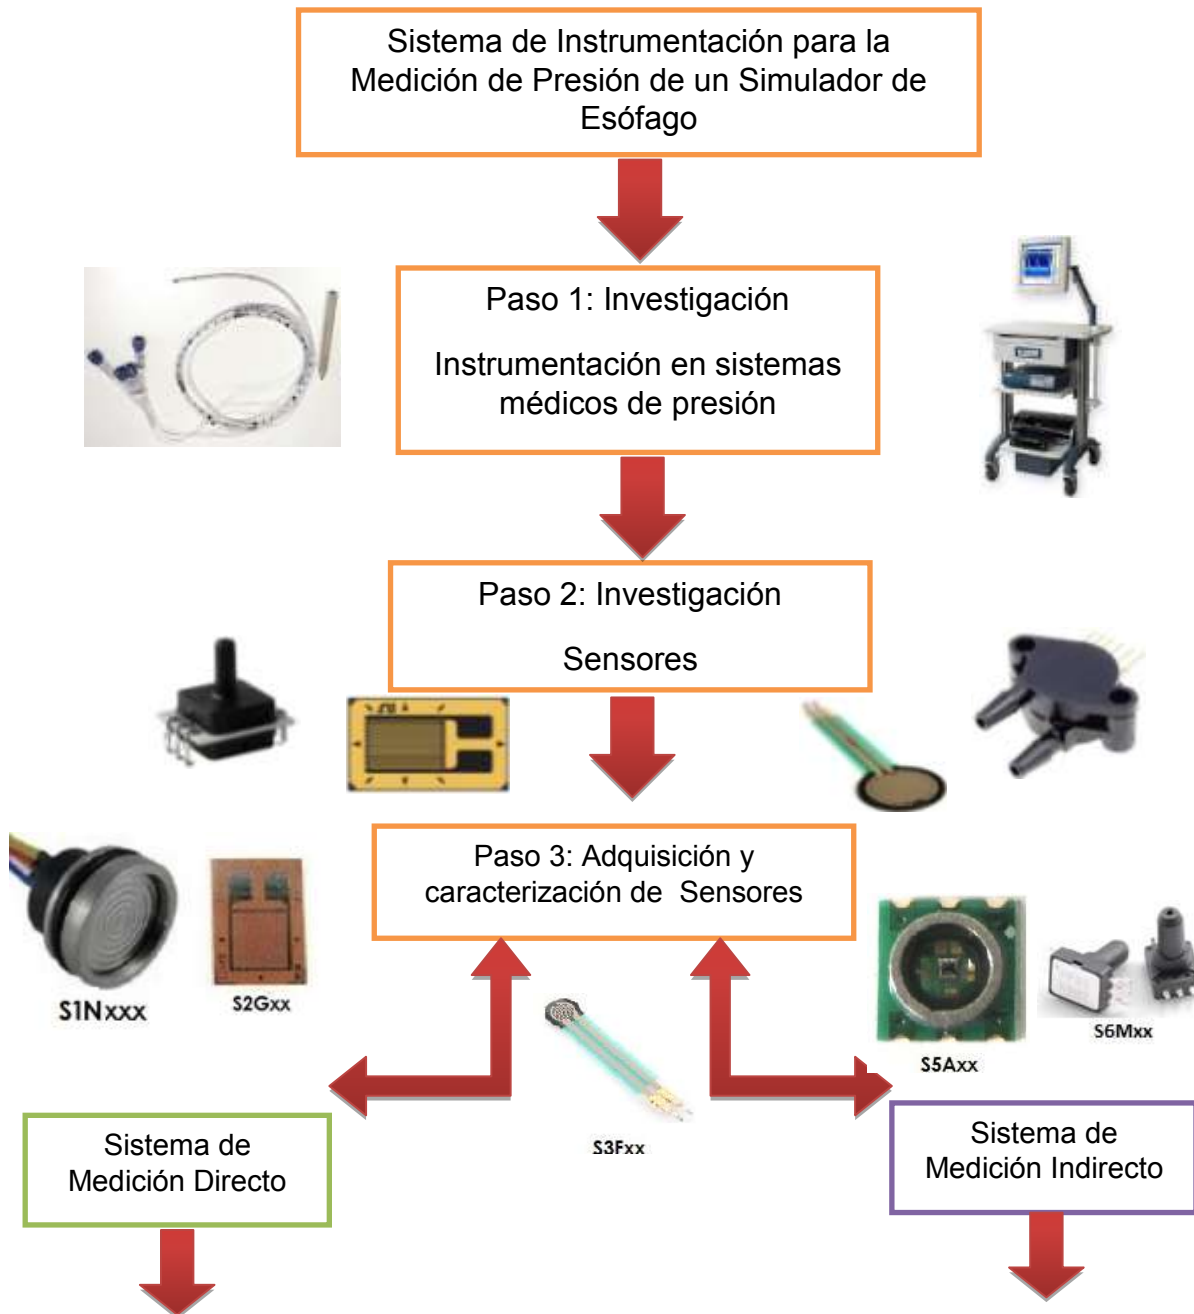 Sistema de Instrumentación para la
Medición de Presión de un Simulador de
Esófago
Paso 1: Investigación
Instrumentación en sistemas
médicos de presión
Paso 2: Investigación
Sensores
Paso 3: Adquisición y
caracterización de Sensores
S1Nxxx
S2Gxx
S3Fxx
S5Axx
S6Mxx
Sistema de
Medición Directo
Sistema de
Medición Indirecto